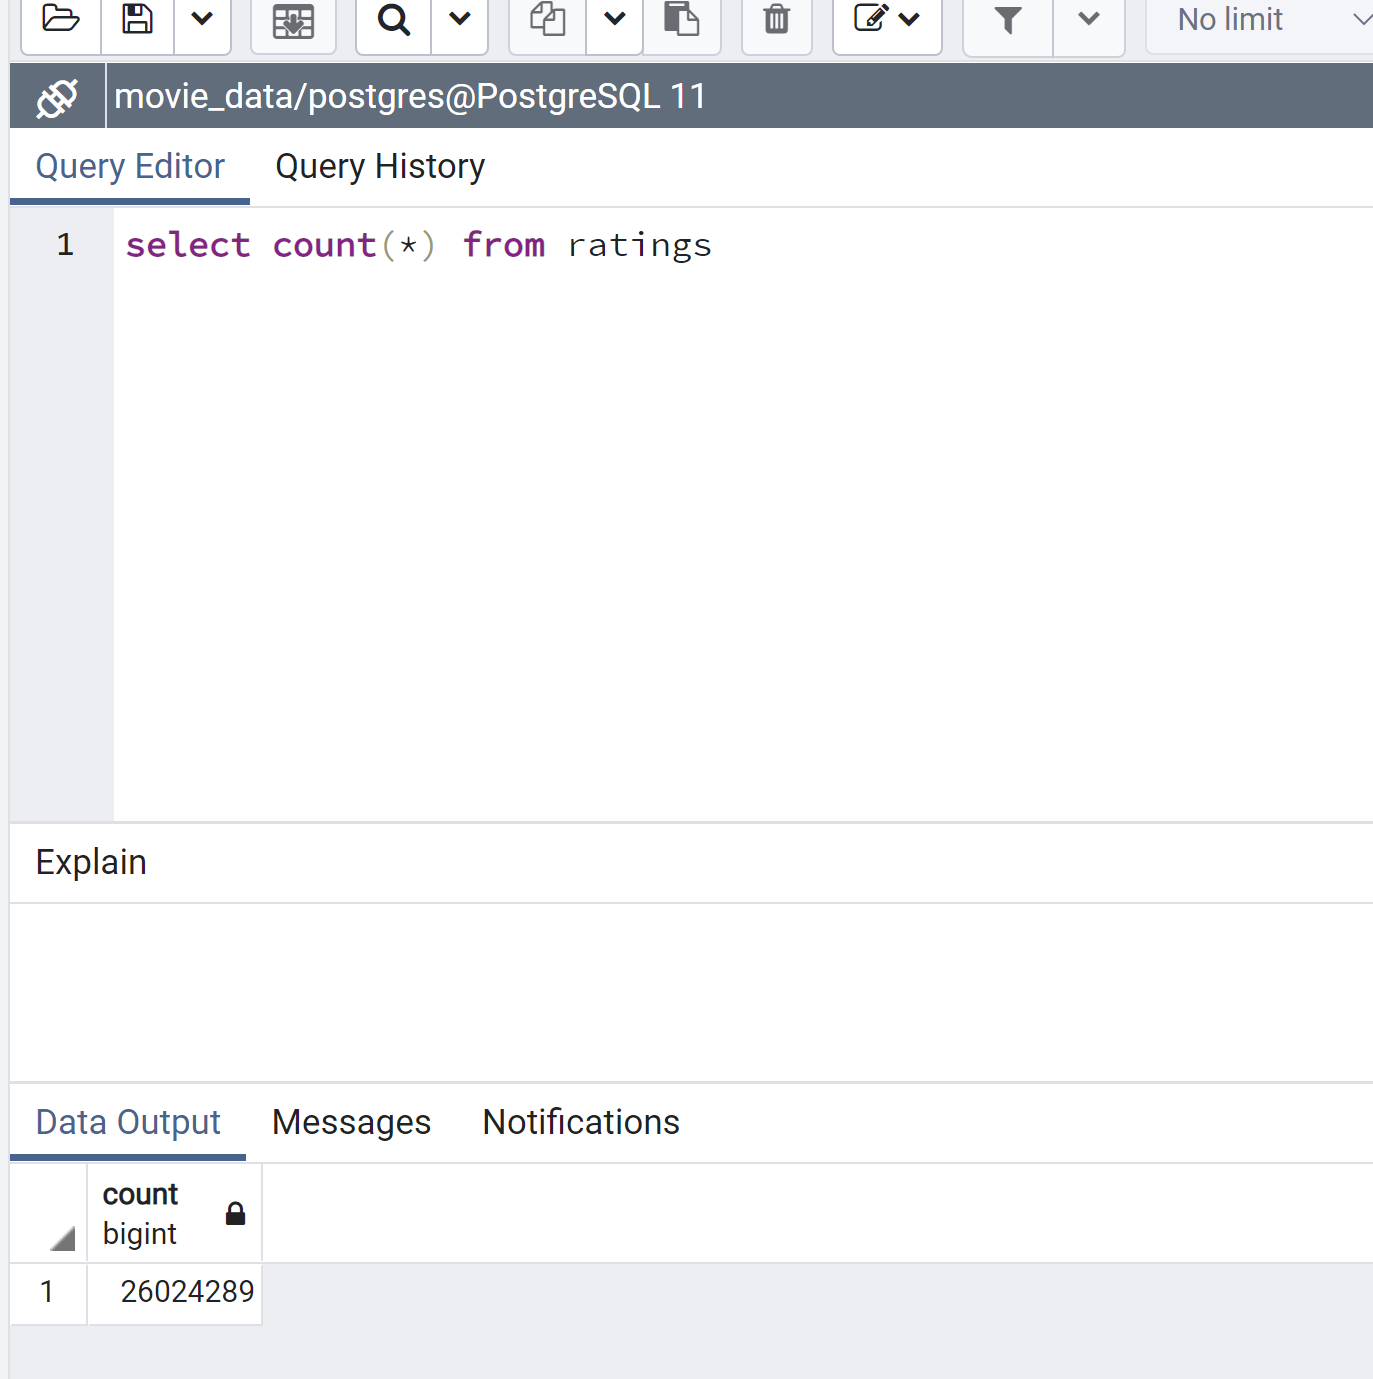 No limit
movie_data/postgres@PostgreSQL 11
Query Editor Query History
1 select count(*) from ratings
Explain
Data Output Messages Notifications
count
bigint
1 26024289